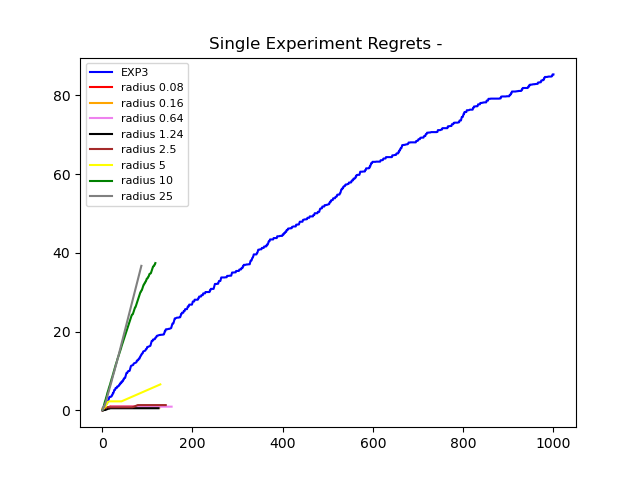 Single Experiment Regrets -
EXP3
radius 0.08
radius 0.16
radius 0.64
radius 1.24
radius 2.5
radius 5
radius 10
radius 25
80
60
40
20
0
0 200 400 600 800 1000